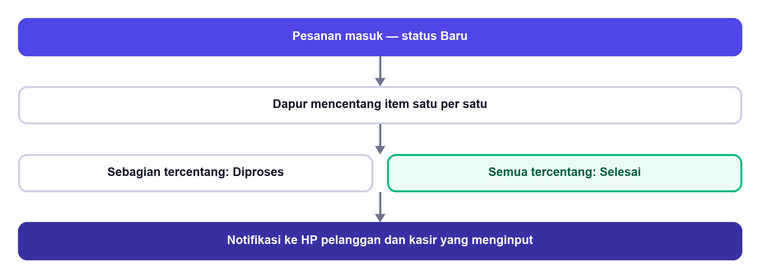 Pesanan masuk — status Baru
Dapur mencentang item satu per satu
Sebagian tercentang: Diproses
Semua tercentang: Selesai
Notifikasi ke HP pelanggan dan kasir yang menginput